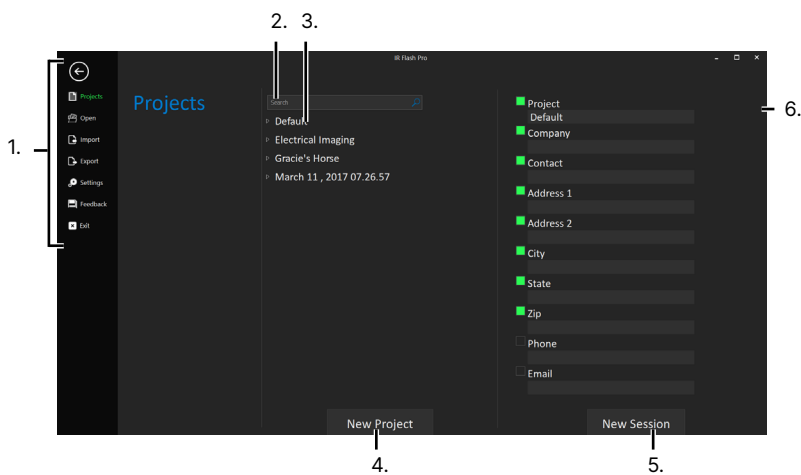 2. 3.
IR Flash Pro
1.
Projects
Open
Import
Export
Settings
Feedback
Exit
Projects
Search
Default
Electrical Imaging
Gracie's Horse
March 11 , 2017 07.26.57
New Project
4.
Project
Default
Company
Contact
Address 1
Address 2
City
State
Zip
Phone
Email
New Session
5.
6.